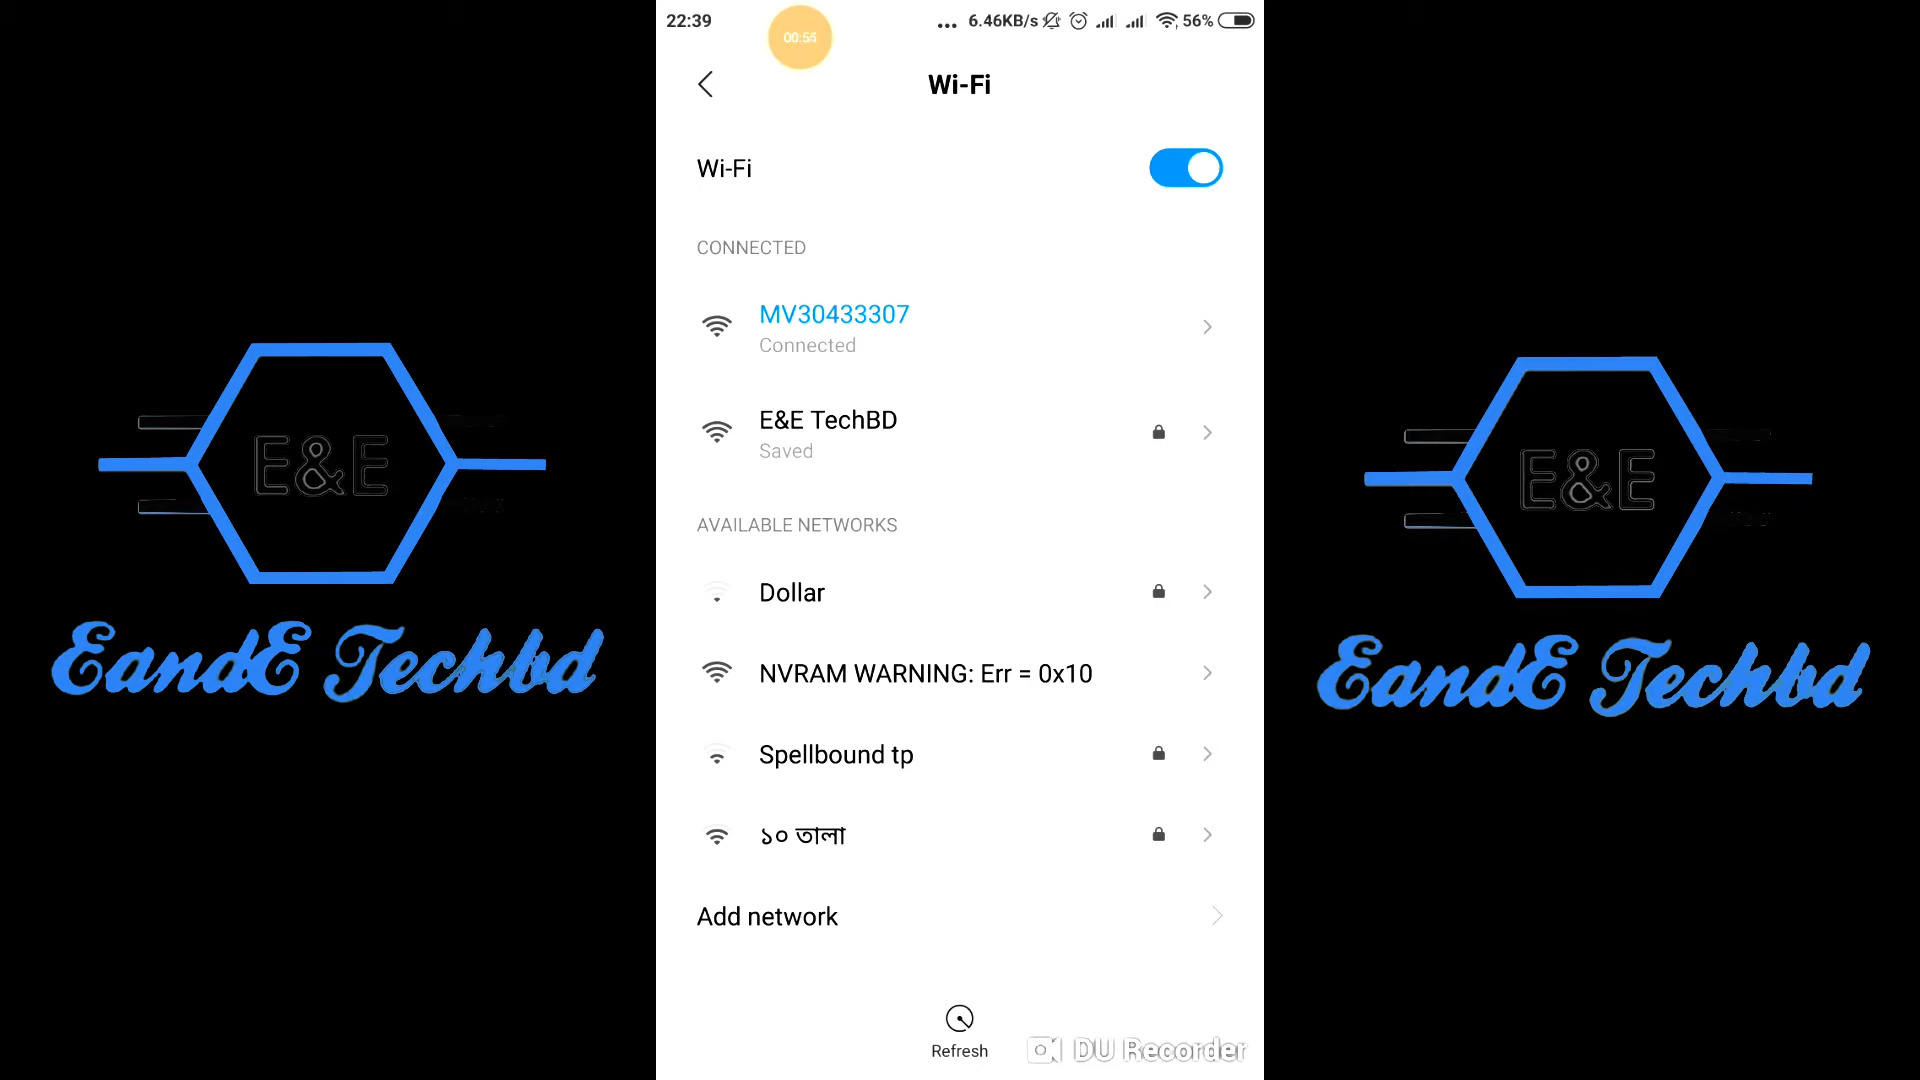 22:39
00:55
... 6.46KB/s 56%
Wi-Fi
Wi-Fi
CONNECTED
MV30433307
Connected
E&E TechBD
Saved
AVAILABLE NETWORKS
Dollar
NVRAM WARNING: Err = 0x10
Spellbound tp
১০ তালা
Add network
Refresh
DU Recorder
E&E
EandE Techbd
E&E
EandE Techbd